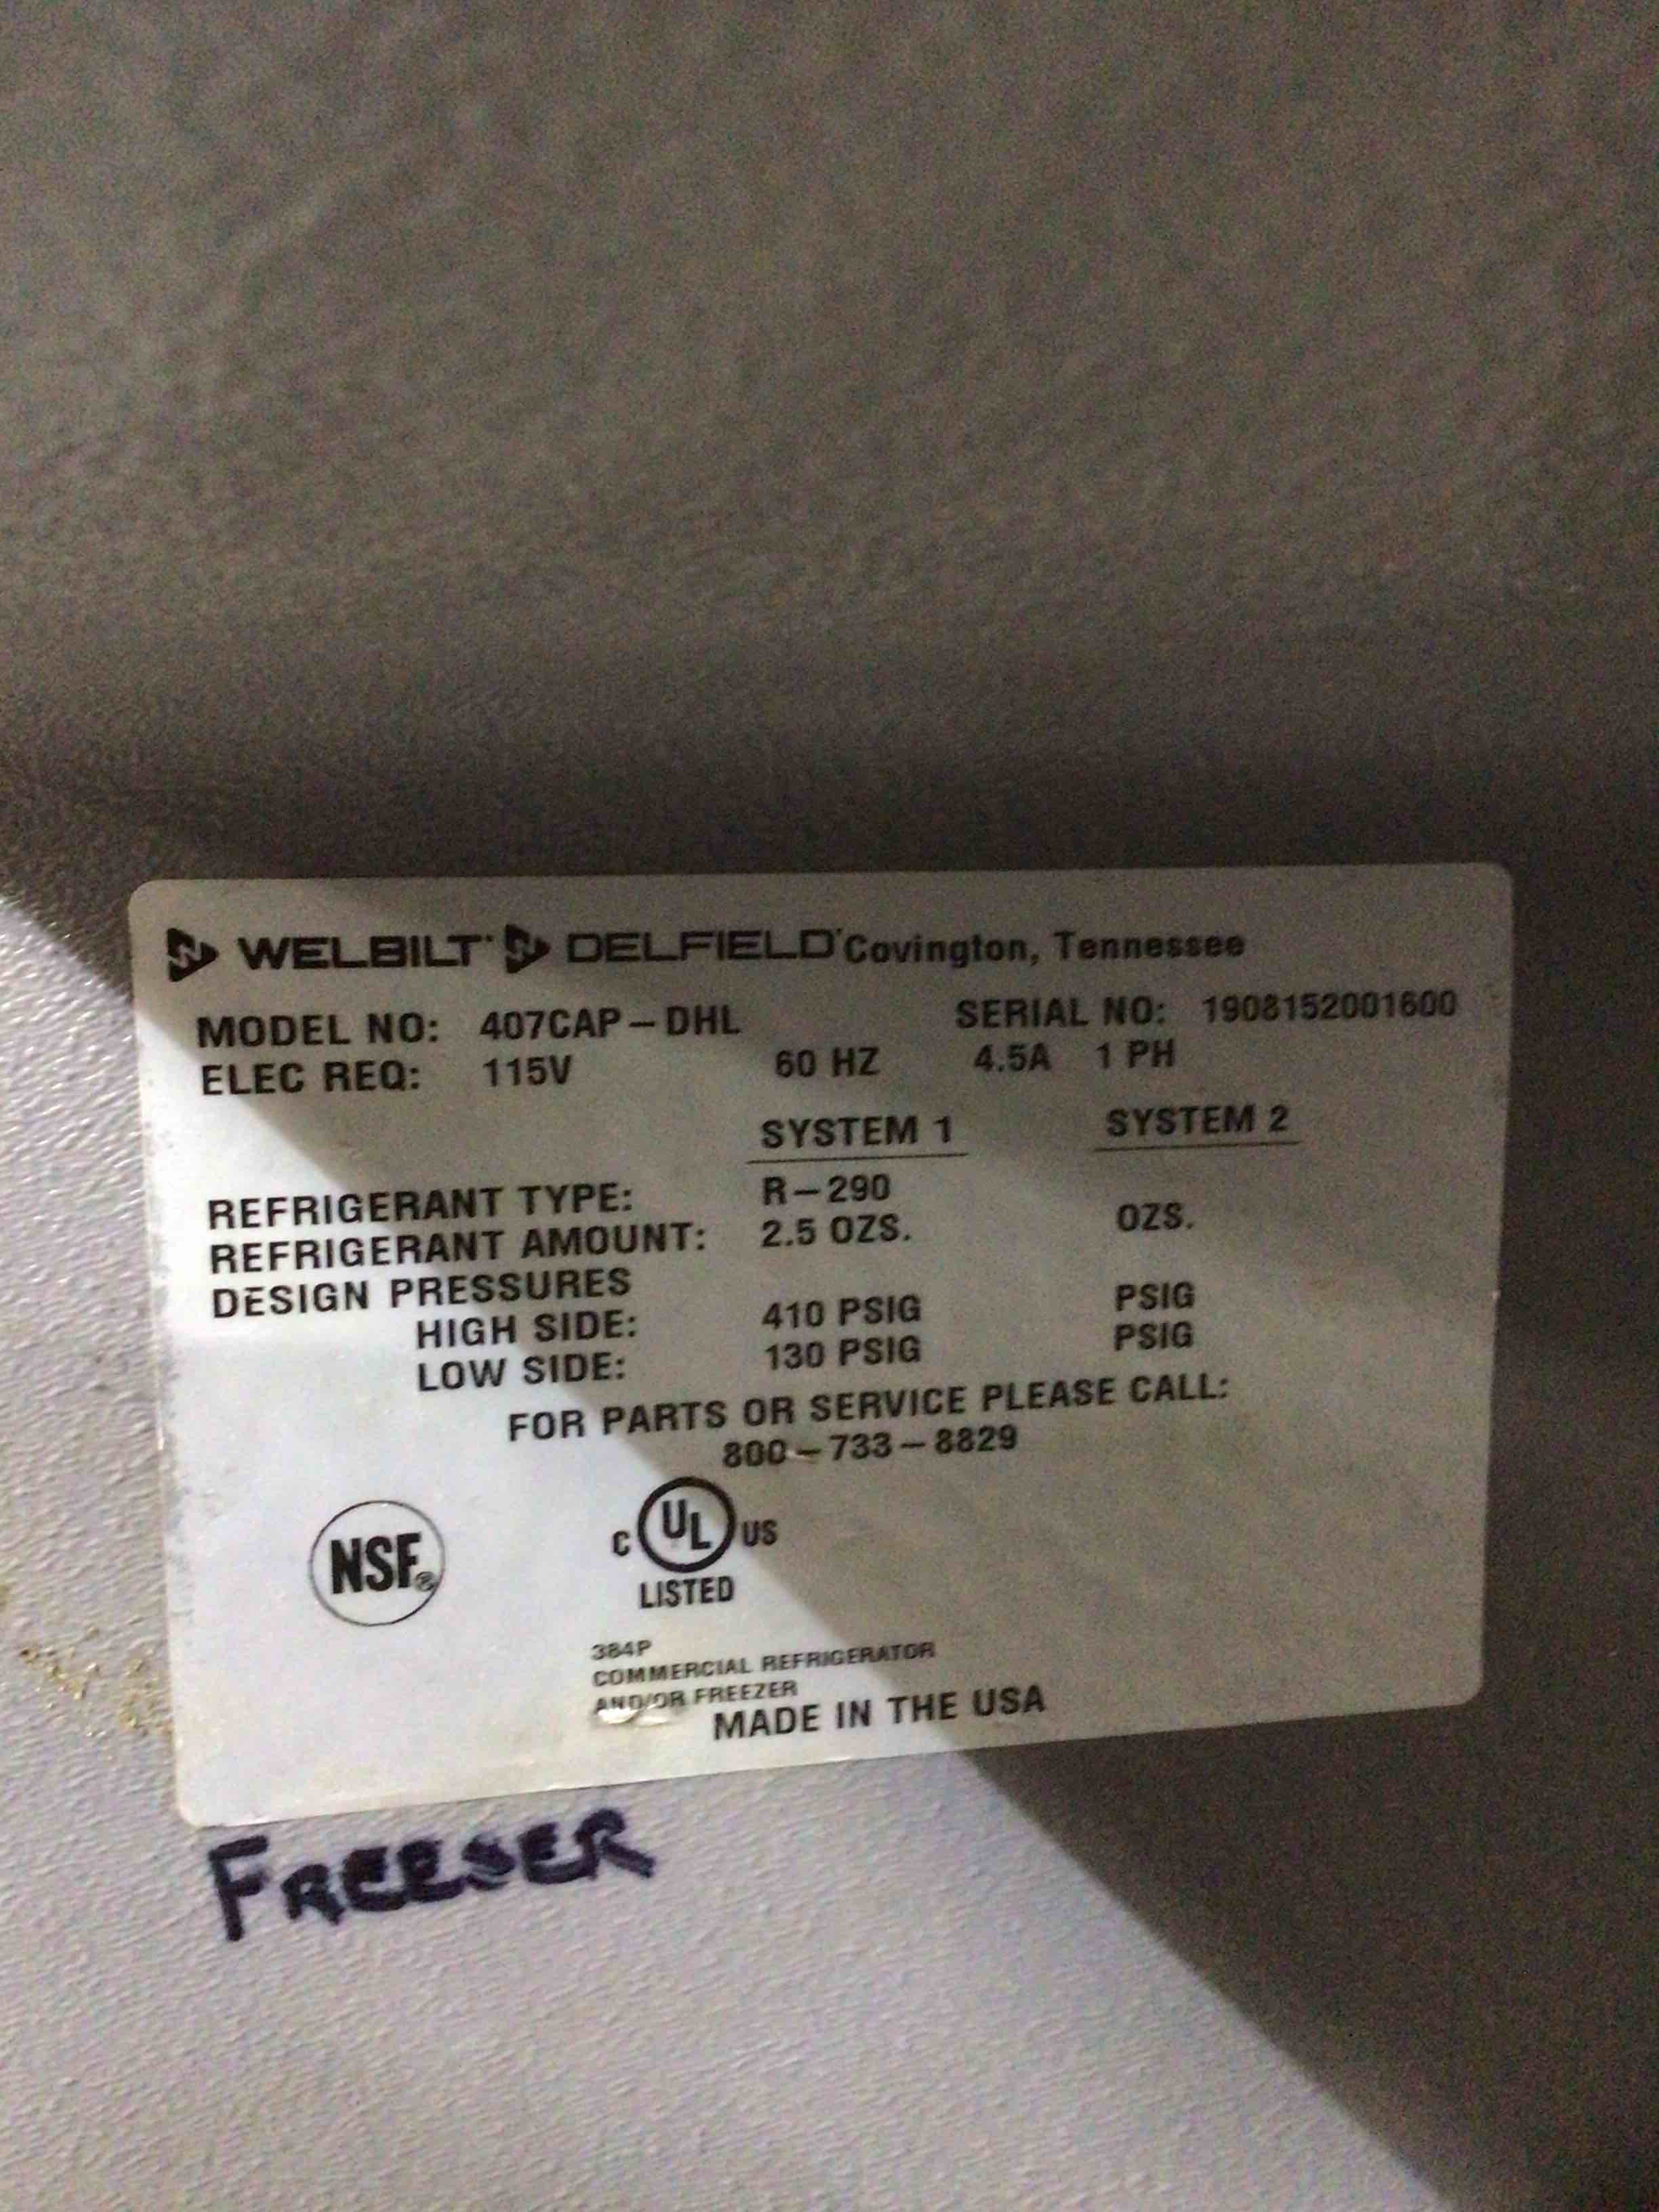 WELBILT DELFIELD Covington, Tennessee
MODEL NO: 407CAP-DHL SERIAL NO: 1908152001600
ELEC REQ: 115V 60 HZ 4.5A 1 PH
SYSTEM 1 SYSTEM 2
REFRIGERANT TYPE: R-290
REFRIGERANT AMOUNT: 2.5 OZS. OZS.
DESIGN PRESSURES
HIGH SIDE: 410 PSIG PSIG
LOW SIDE: 130 PSIG PSIG
FOR PARTS OR SERVICE PLEASE CALL:
800-733-8829
NSF®
C UL US
LISTED
384P
COMMERCIAL REFRIGERATOR
AND/OR FREEZER
MADE IN THE USA
FREESER